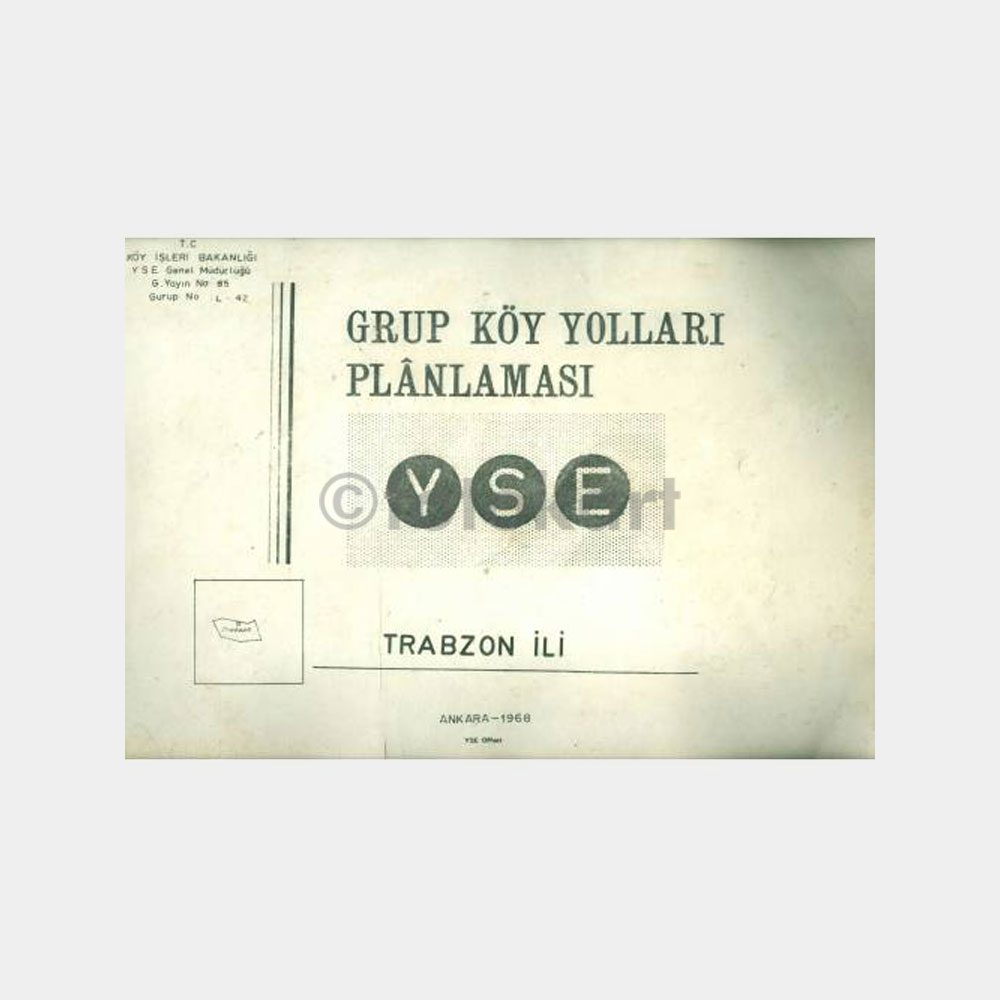 T.C
KÖY İŞLERİ BAKANLIĞI
YSE Genel Müdürlüğü
G. Yayın No 85
Gurup No L - 42
GRUP KÖY YOLLARI
PLÂNLAMASI
YSE
TRABZON İLİ
ANKARA-1968
YSE Offset